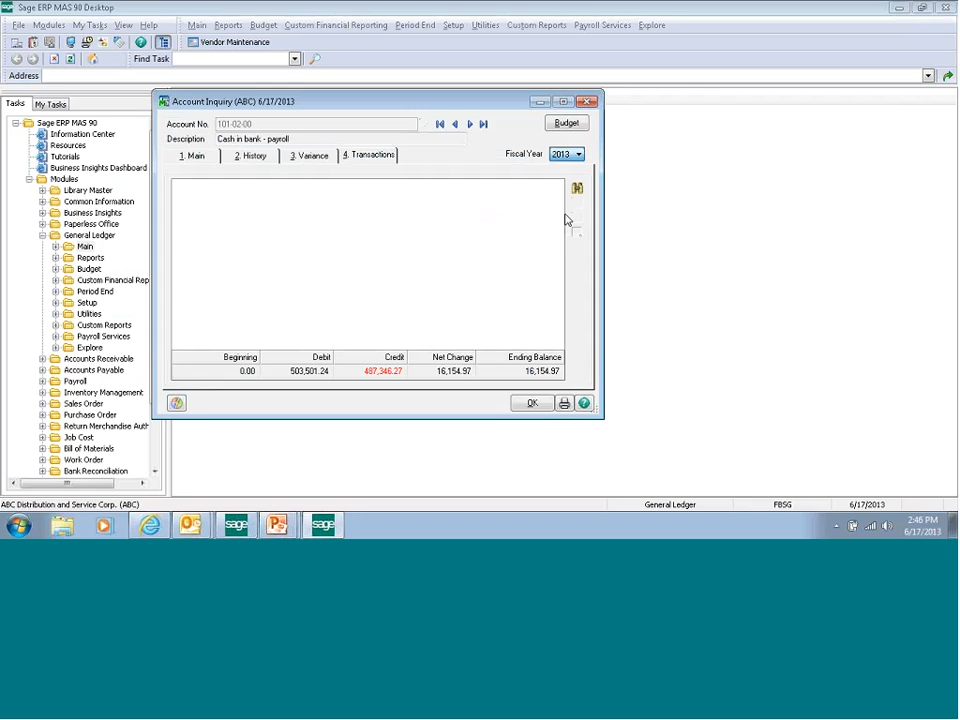 Sage ERP MAS 90 Desktop
File Modules My Tasks View Help Main Reports Budget Custom Financial Reporting Period End Setup Utilities Custom Reports Payroll Services Explore
Vendor Maintenance
Find Task
Address
Tasks My Tasks
Sage ERP MAS 90
Information Center
Resources
Tutorials
Business Insights Dashboard
Modules
Library Master
Common Information
Business Insights
Paperless Office
General Ledger
Main
Reports
Budget
Custom Financial Rep
Period End
Setup
Utilities
Custom Reports
Payroll Services
Explore
Accounts Receivable
Accounts Payable
Payroll
Inventory Management
Sales Order
Purchase Order
Return Merchandise Auth
Job Cost
Bill of Materials
Work Order
Bank Reconciliation
Account Inquiry (ABC) 6/17/2013
Account No. 101-02-00 Budget
Description Cash in bank - payroll
1. Main 2. History 3. Variance 4. Transactions Fiscal Year 2013
Beginning Debit Credit Net Change Ending Balance
0.00 503,501.24 487,346.27 16,154.97 16,154.97
OK
ABC Distribution and Service Corp. (ABC) General Ledger FBSG 6/17/2013
sage sage
2:46 PM
6/17/2013